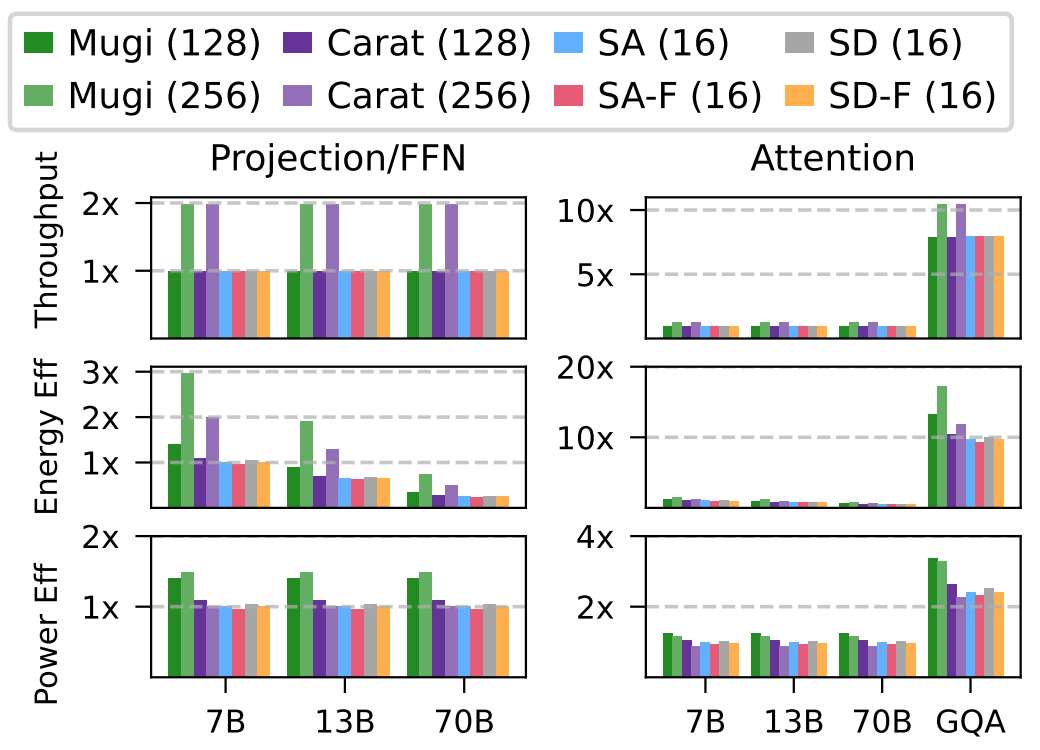 Mugi (128) Carat (128) SA (16) SD (16)
Mugi (256) Carat (256) SA-F (16) SD-F (16)
Projection/FFN Attention
Throughput
2x
1x
10x
5x
Energy Eff
3x
2x
1x
20x
10x
Power Eff
2x
1x
4x
2x
7B 13B 70B
7B 13B 70B GQA